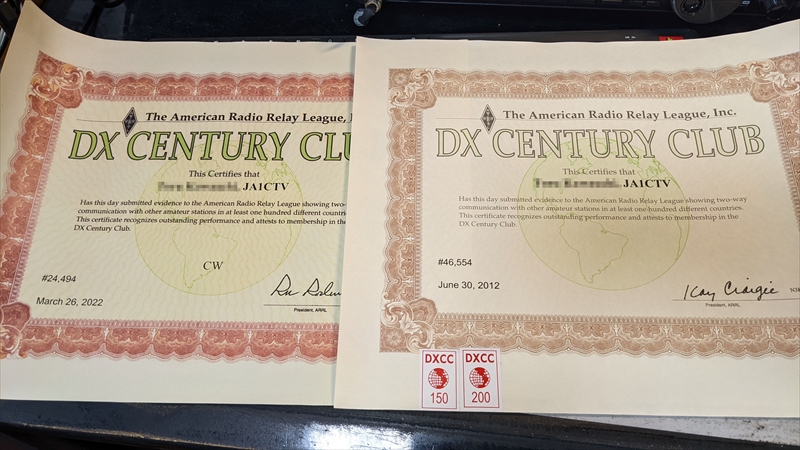 The American Radio Relay League,
DX CENTURY CLU
This Certifies that
JA1CTV
Has this day submitted evidence to the American Radio Relay League showing two-way
communication with other amateur stations in at least one hundred different countri
This certificate recognizes outstanding performance and attests to membership in the
DX Century Club.
CW
#24,494
March 26, 2022
President, ARRL
The American Radio Relay League, Inc.
DX CENTURY CLUB
This Certifies that
JA1CTV
Has this day submitted evidence to the American Radio Relay League showing two-way
communication with other amateur stations in at least one-hundred different countries.
This certificate recognizes outstanding performance and attests to membership in the
DX Century Club.
#46,554
June 30, 2012
Kay Craigie
President, ARRL
DXCC
150
DXCC
200